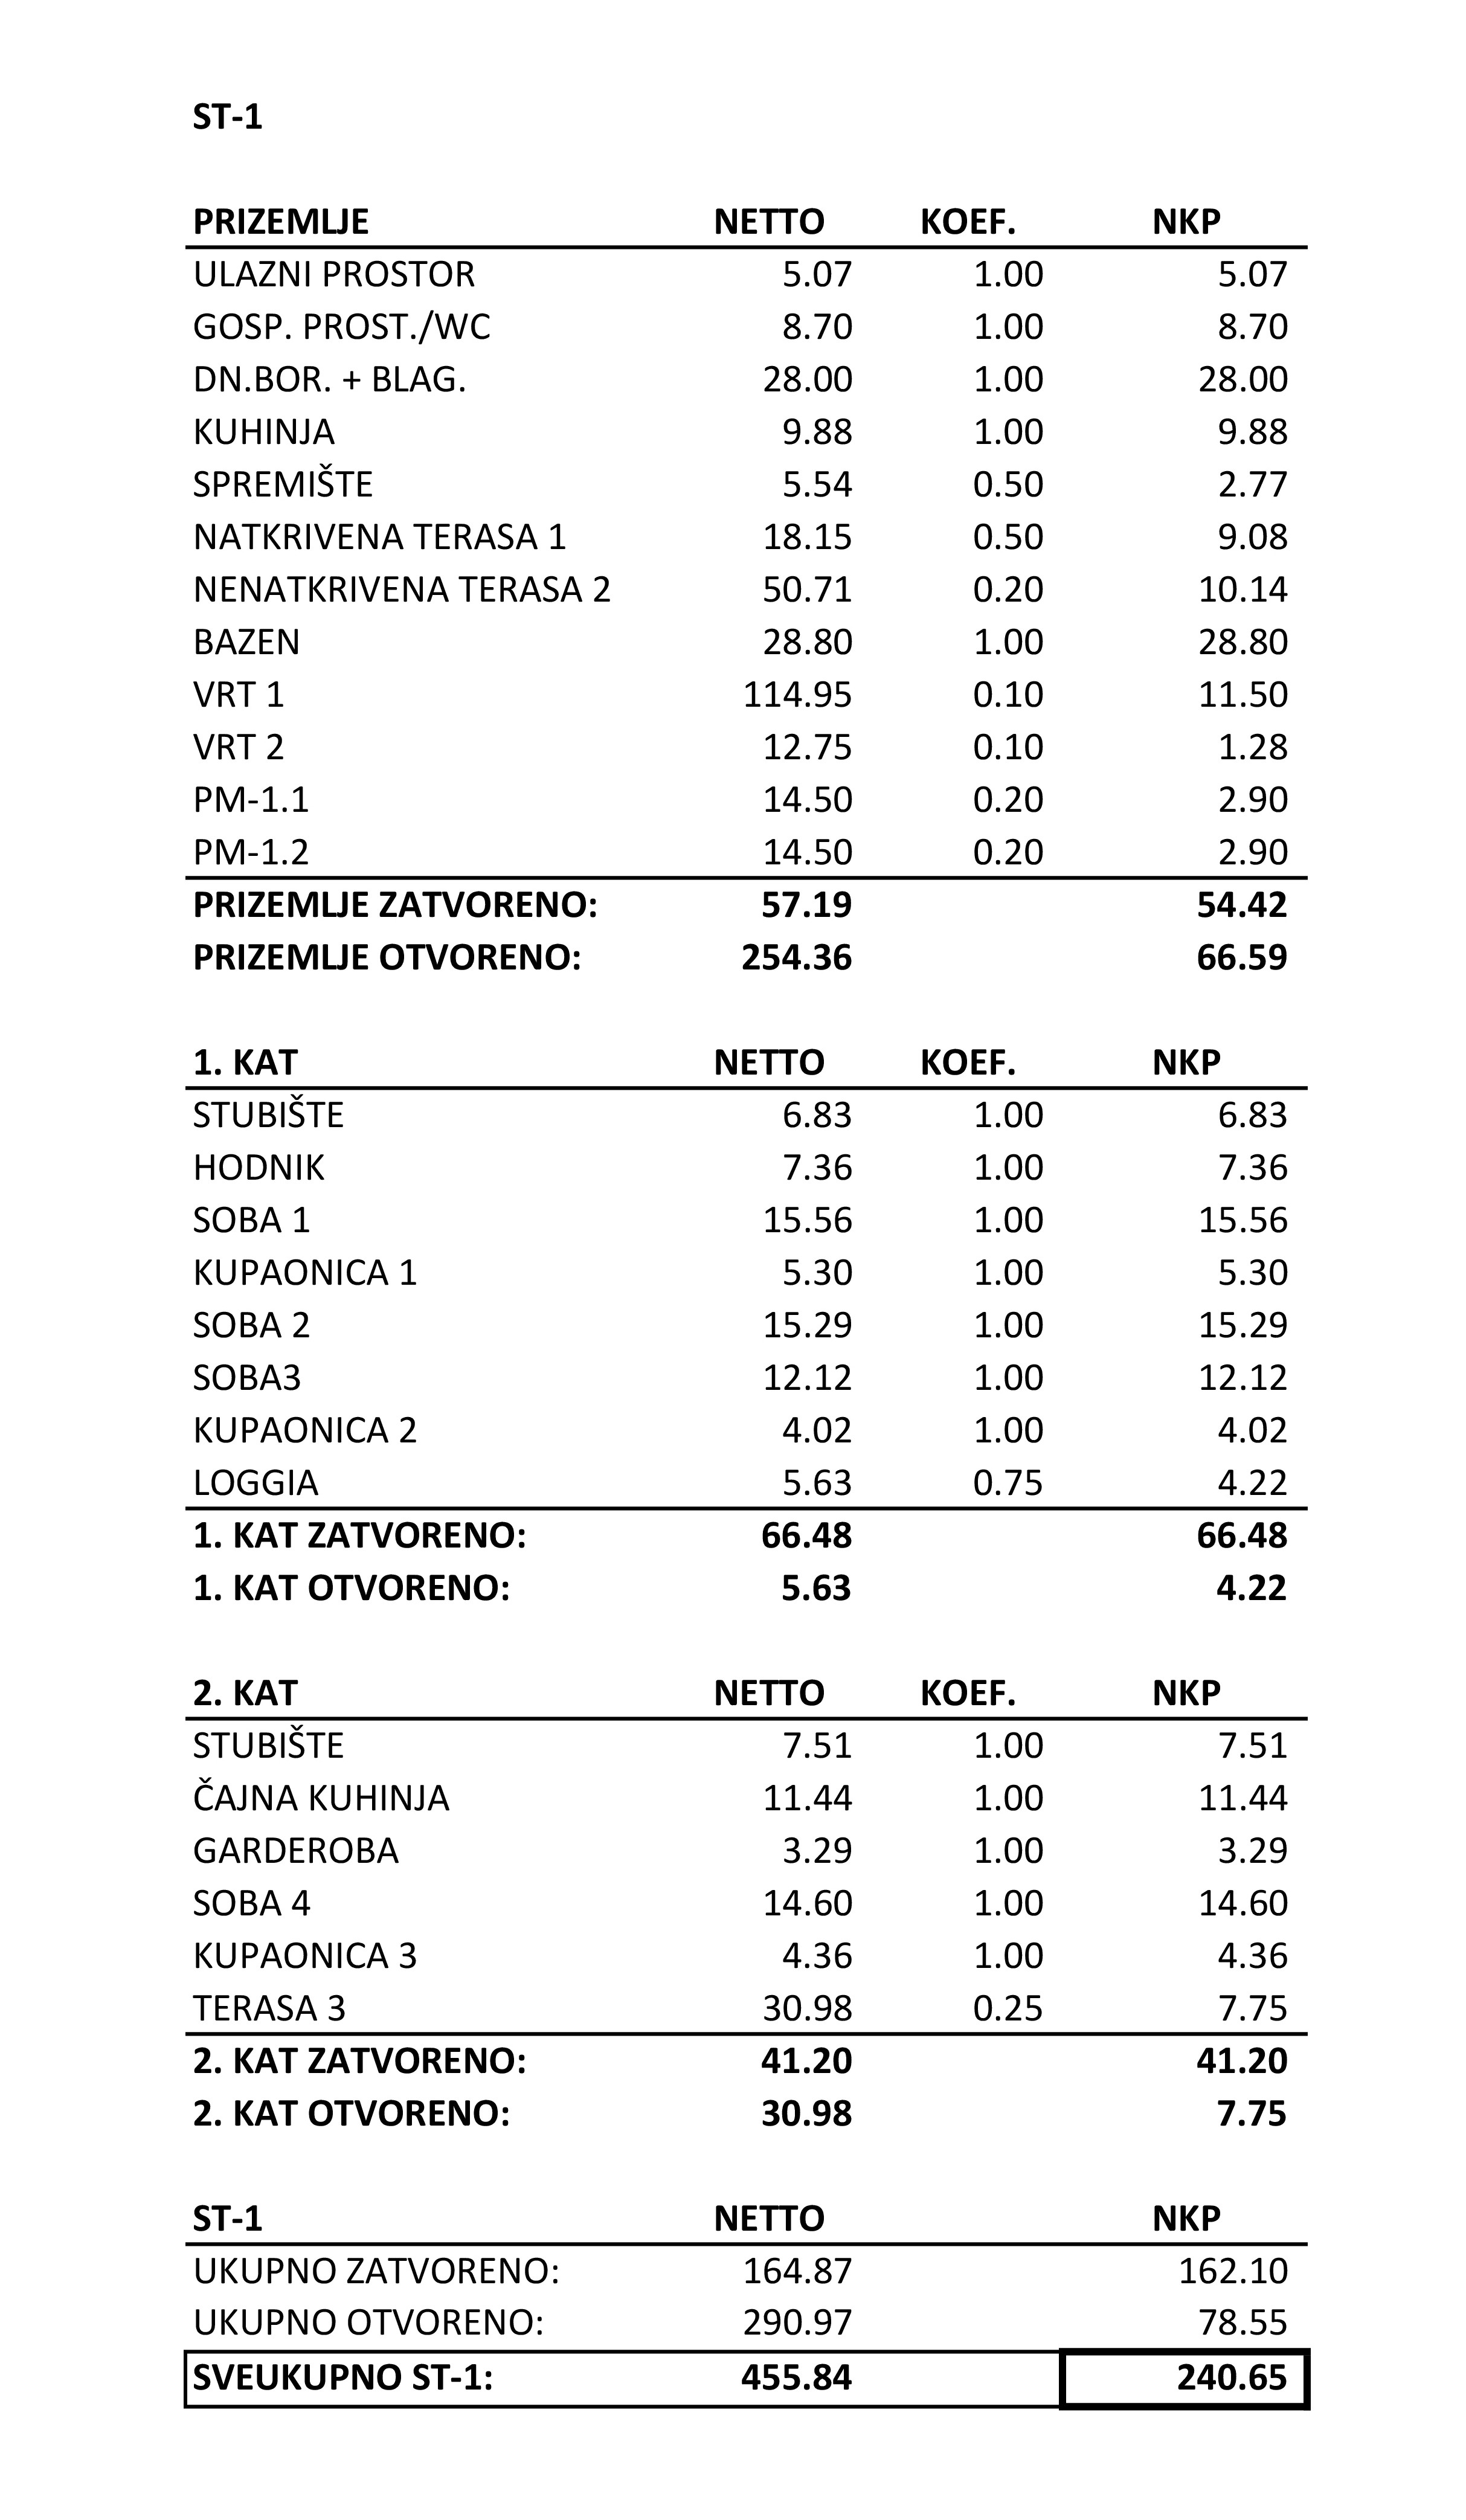 ST-1
PRIZEMLJE NETTO KOEF. NKP
ULAZNI PROSTOR 5.07 1.00 5.07
GOSP. PROST./WC 8.70 1.00 8.70
DN.BOR. + BLAG. 28.00 1.00 28.00
KUHINJA 9.88 1.00 9.88
SPREMIŠTE 5.54 0.50 2.77
NATKRIVENA TERASA 1 18.15 0.50 9.08
NENATKRIVENA TERASA 2 50.71 0.20 10.14
BAZEN 28.80 1.00 28.80
VRT 1 114.95 0.10 11.50
VRT 2 12.75 0.10 1.28
PM-1.1 14.50 0.20 2.90
PM-1.2 14.50 0.20 2.90
PRIZEMLJE ZATVORENO: 57.19 54.42
PRIZEMLJE OTVORENO: 254.36 66.59
1. KAT NETTO KOEF. NKP
STUBIŠTE 6.83 1.00 6.83
HODNIK 7.36 1.00 7.36
SOBA 1 15.56 1.00 15.56
KUPAONICA 1 5.30 1.00 5.30
SOBA 2 15.29 1.00 15.29
SOBA3 12.12 1.00 12.12
KUPAONICA 2 4.02 1.00 4.02
LOGGIA 5.63 0.75 4.22
1. KAT ZATVORENO: 66.48 66.48
1. KAT OTVORENO: 5.63 4.22
2. KAT NETTO KOEF. NKP
STUBIŠTE 7.51 1.00 7.51
ČAJNA KUHINJA 11.44 1.00 11.44
GARDEROBA 3.29 1.00 3.29
SOBA 4 14.60 1.00 14.60
KUPAONICA 3 4.36 1.00 4.36
TERASA 3 30.98 0.25 7.75
2. KAT ZATVORENO: 41.20 41.20
2. KAT OTVORENO: 30.98 7.75
ST-1 NETTO NKP
UKUPNO ZATVORENO: 164.87 162.10
UKUPNO OTVORENO: 290.97 78.55
SVEUKUPNO ST-1: 455.84 240.65